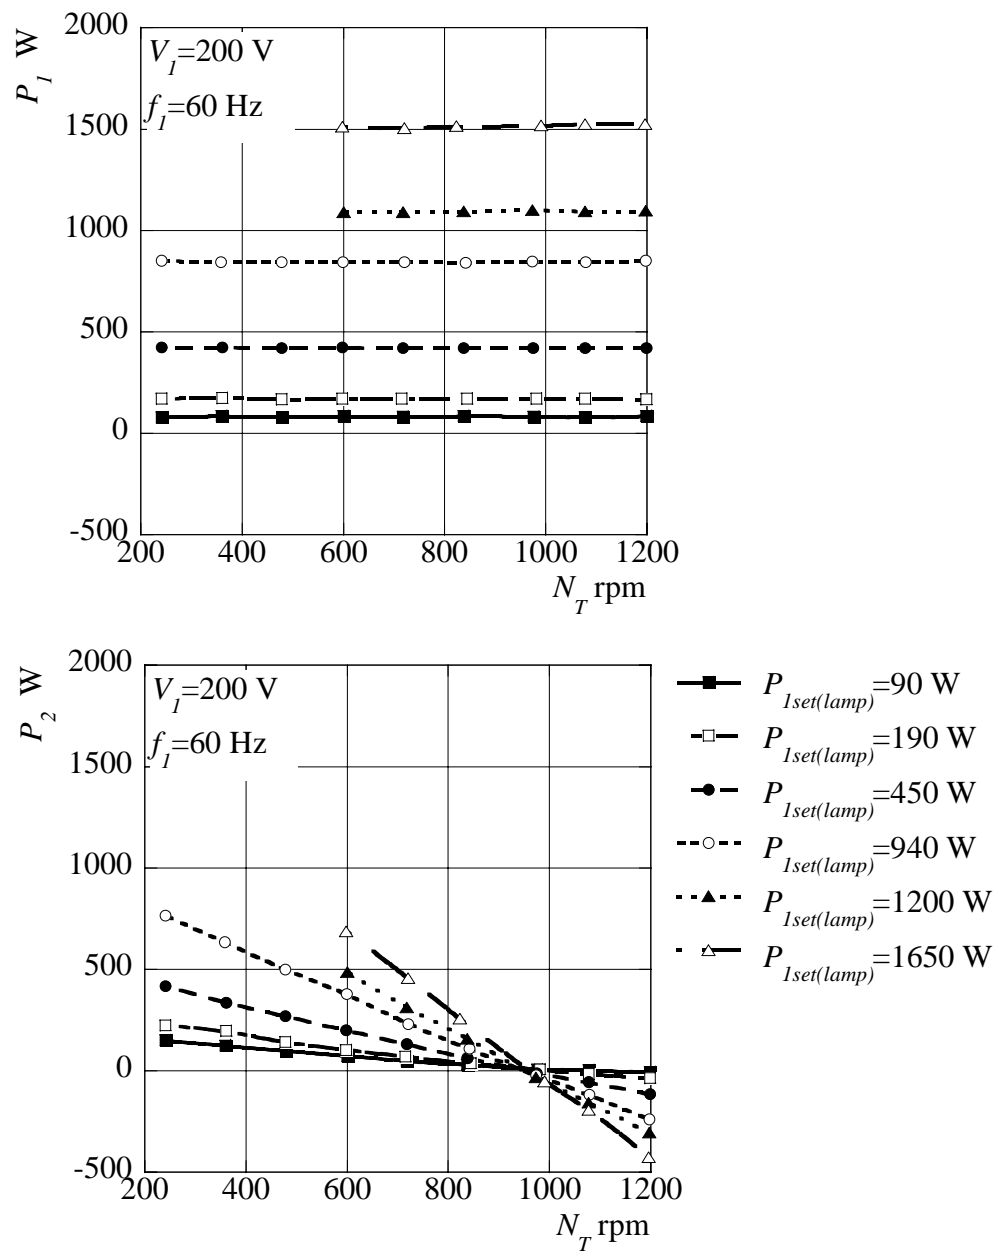 2000
P1 W
V1=200 V
f1=60 Hz
1500
1000
500
0
-500
200 400 600 800 1000 1200
NT rpm
2000
P2 W
V1=200 V
f1=60 Hz
1500
1000
500
0
-500
200 400 600 800 1000 1200
NT rpm
P1set(lamp)=90 W
P1set(lamp)=190 W
P1set(lamp)=450 W
P1set(lamp)=940 W
P1set(lamp)=1200 W
P1set(lamp)=1650 W